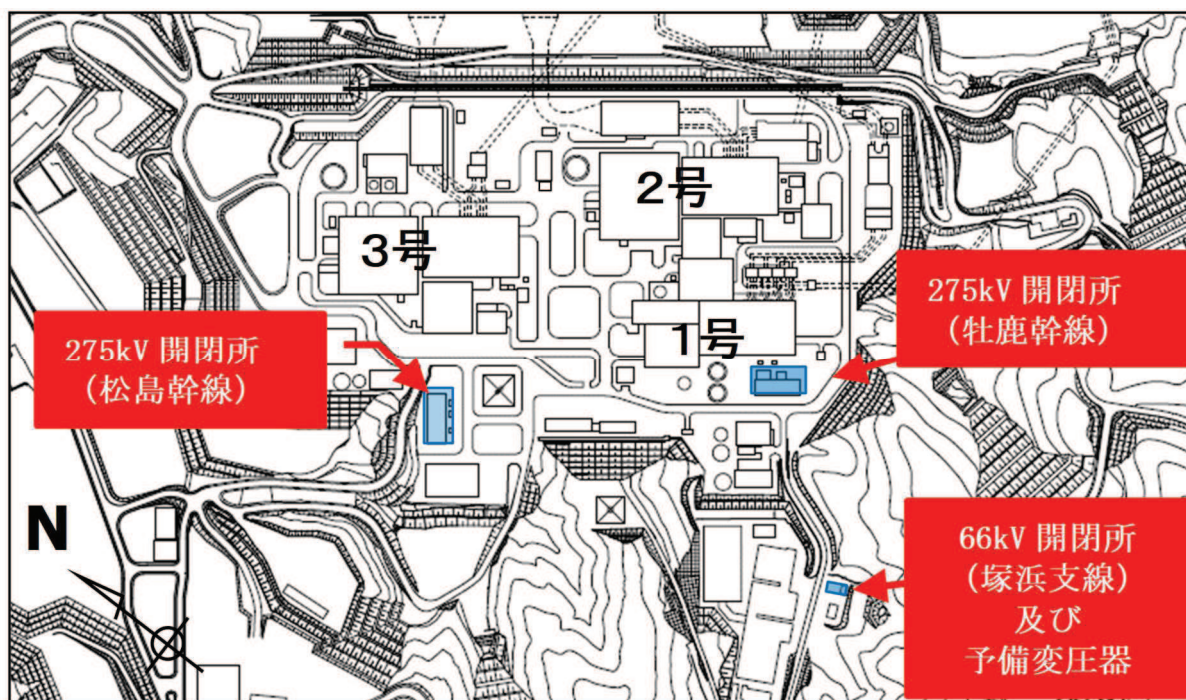 2号
3号
275kV 開閉所
(牡鹿幹線)
1号
275kV 開閉所
(松島幹線)
N
66kV 開閉所
(塚浜支線)
及び
予備変圧器